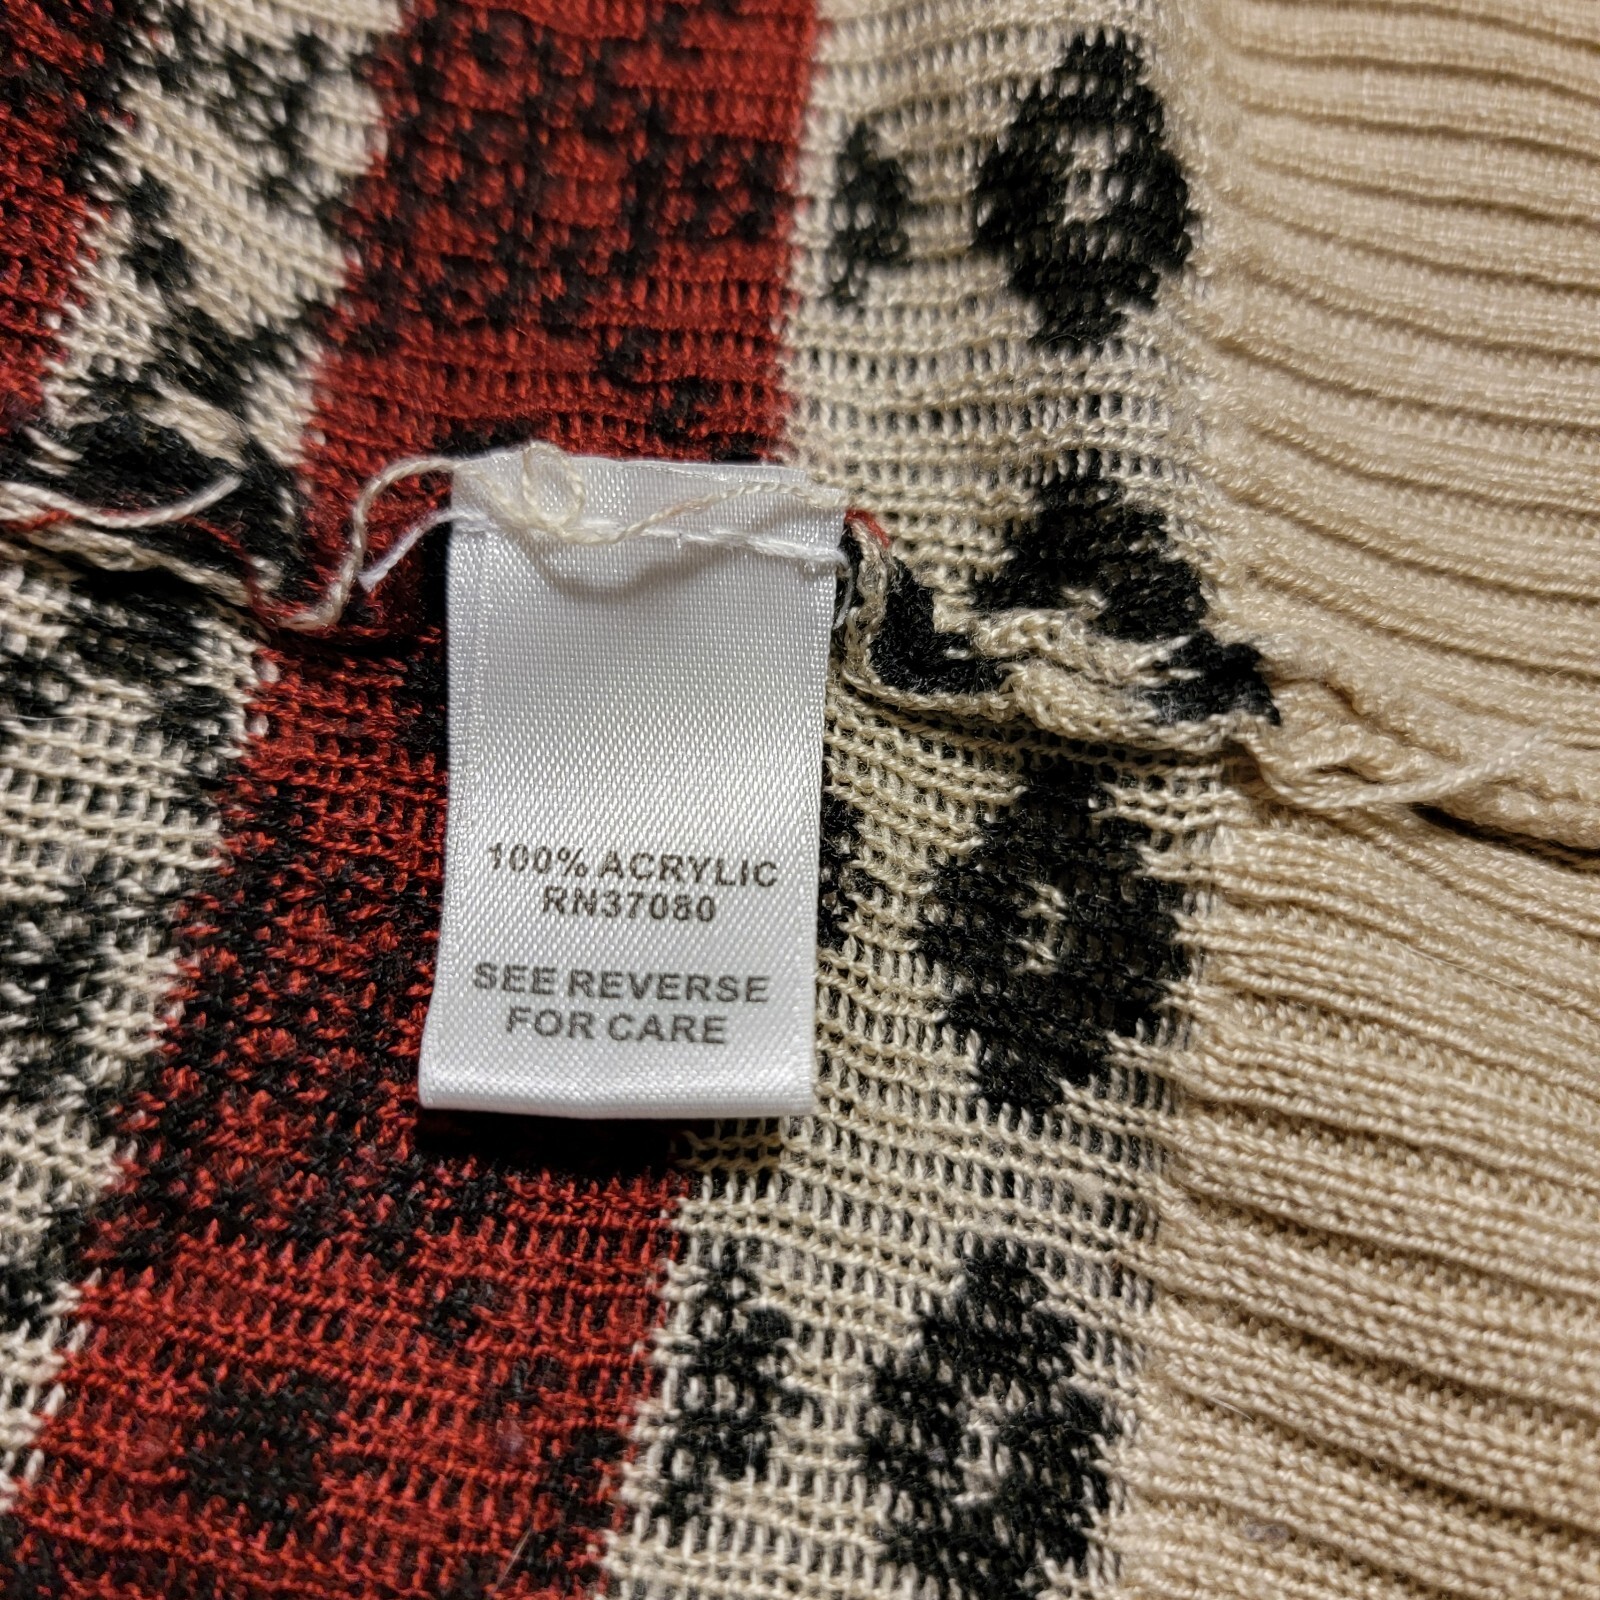 100% ACRYLIC
RN37080
SEE REVERSE
FOR CARE